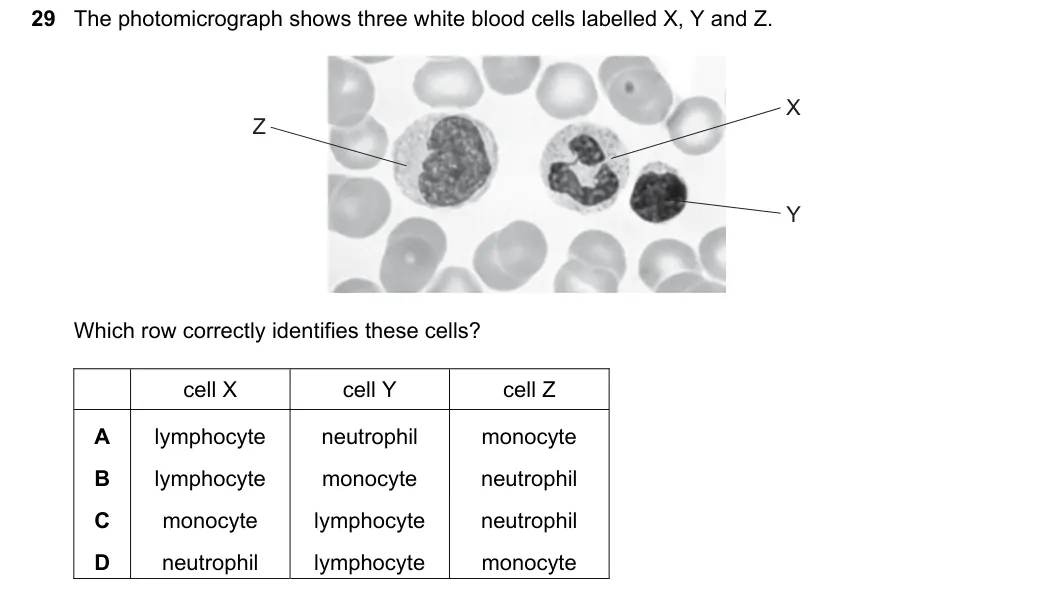 29 The photomicrograph shows three white blood cells labelled X, Y and Z.
Z
X
Y
Which row correctly identifies these cells?
cell X cell Y cell Z
A lymphocyte neutrophil monocyte
B lymphocyte monocyte neutrophil
C monocyte lymphocyte neutrophil
D neutrophil lymphocyte monocyte